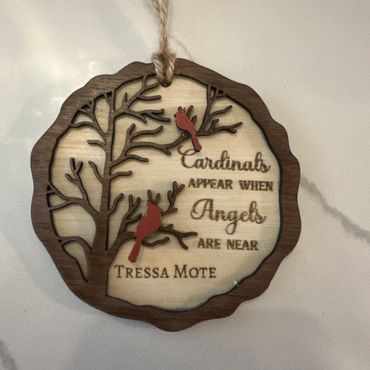 Cardinals
APPEAR WHEN
Angels
ARE NEAR
TRESSA MOTE